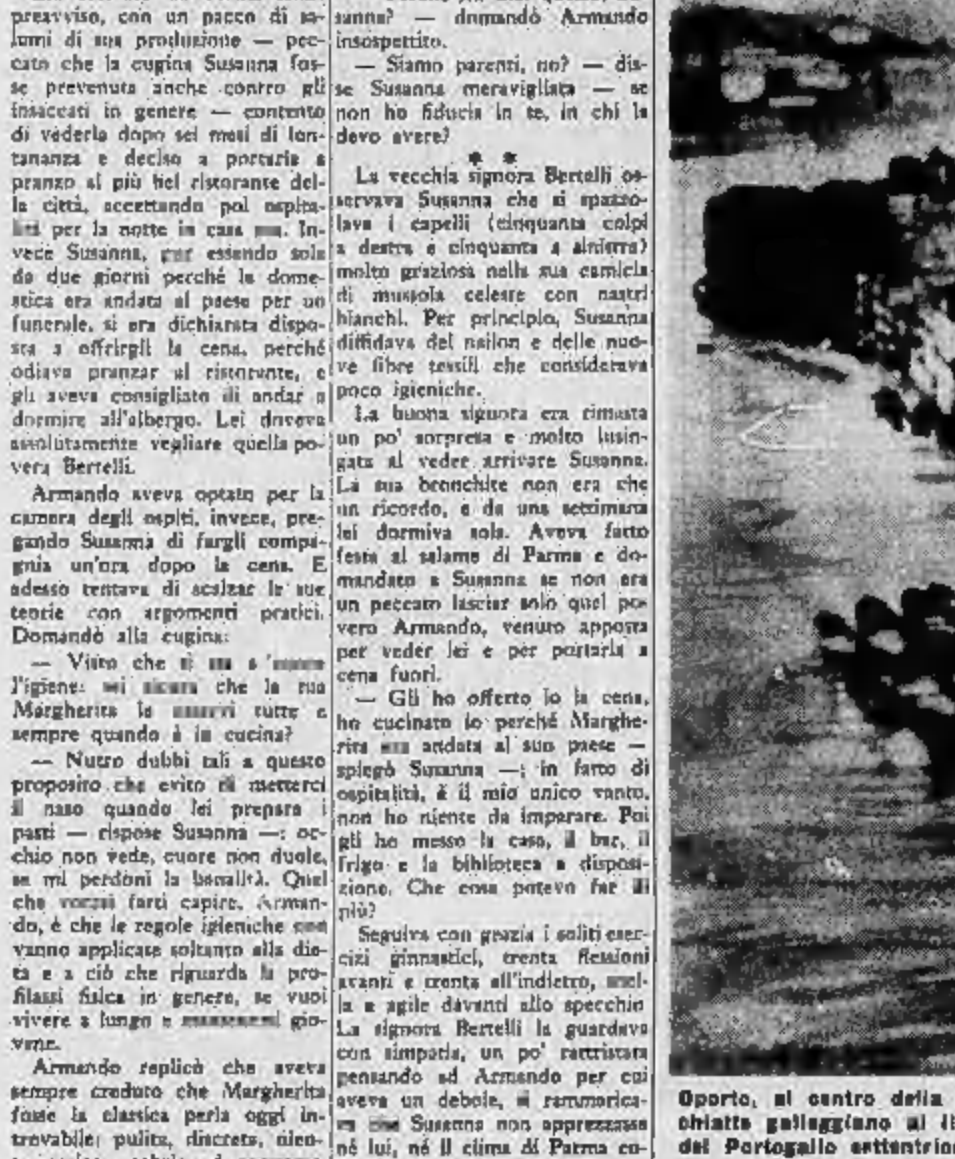 preavviso, con un pacco di sa-
lumi di sua produzione — pec-
cato che la cugina Susanna fos-
se prevenuta anche contro gli
insaccati in genere — contento
di vederla dopo sei mesi di lon-
tananza e deciso a portarla a
pranzo al più bel ristorante del-
la città, accettando poi ospita-
per la notte in casa In-
vece Susanna, pur essendo sola
da due giorni perché la dome-
stica era andata al paese per un
funerale, si era dichiarata dispo-
sta a offrirgli la cena, perché
odiava pranzar al ristorante, e
gli aveva consigliato di andar a
dormire all'albergo. Lei doveva
assolutamente vegliare quella po-
vera Bertelli.
Armando aveva optato per la
camera degli ospiti, invece, pre-
gando Susanna di fargli compa-
gnia un'ora dopo la cena. E
adesso tentava di scalzar le sue
teorie con argomenti pratici.
Domandò alla cugina:
— Visto che
l'igiene: sei sicura che la tua
Margherita le tutte e
sempre quando è in cucina?
— Nutro dubbi tali a questo
proposito che evito di metterci
il naso quando lei prepara i
pasti — rispose Susanna —: oc-
chio non vede, cuore non duole,
se mi perdoni la banalità. Quel
che farti capire, Arman-
do, è che le regole igieniche non
vanno applicate soltanto alla die-
ta e a ciò che riguarda la pro-
filassi fisica in genere, se vuoi
vivere a lungo e gio-
vane.
Armando replicò che aveva
sempre creduto che Margherita
fosse la classica perla oggi in-
trovabile: pulita, discreta,
sanna? — domandò Armando
insospettito.
— Siamo parenti, no? — dis-
se Susanna meravigliata — se
non ho fiducia in te, in chi la
devo avere?
* *
La vecchia signora Bertelli os-
servava Susanna che si spazzo-
lava i capelli (cinquanta colpi
a destra e cinquanta a sinistra)
molto graziosa nella sua camicia
di mussola celeste con nastri
bianchi. Per principio, Susanna
diffidava del nailon e delle nuo-
ve fibre tessili che considerava
poco igieniche.
La buona signora era rimasta
un po' sorpresa e molto lusin-
gata al veder arrivare Susanna.
La sua bronchite non era che
un ricordo, e da una settimana
lei dormiva sola. Aveva fatto
festa al salame di Parma e do-
mandato a Susanna se non era
un peccato lasciar solo quel po-
vero Armando, venuto apposta
per veder lei e per portarla a
cena fuori.
— Gli ho offerto io la cena,
ho cucinato io perché Marghe-
rita era andata al suo paese —
spiegò Susanna —: in fatto di
ospitalità, è il mio unico vanto,
non ho niente da imparare. Poi
gli ho messo la casa, il bar, il
frigo e la biblioteca a disposi-
zione. Che cosa potevo far di
più?
Seguiva con grazia i soliti eser-
cizi ginnastici, trenta flessioni
avanti e trenta all'indietro, snel-
la e agile davanti allo specchio
La signora Bertelli la guardava
con simpatia, un po' rattristata
pensando ad Armando per cui
aveva un debole, si rammarica-
va che Susanna non apprezzasse
né lui, né il clima di Parma
Oporto, al centro della
chiatte galleggiano
del Portogallo settentrion